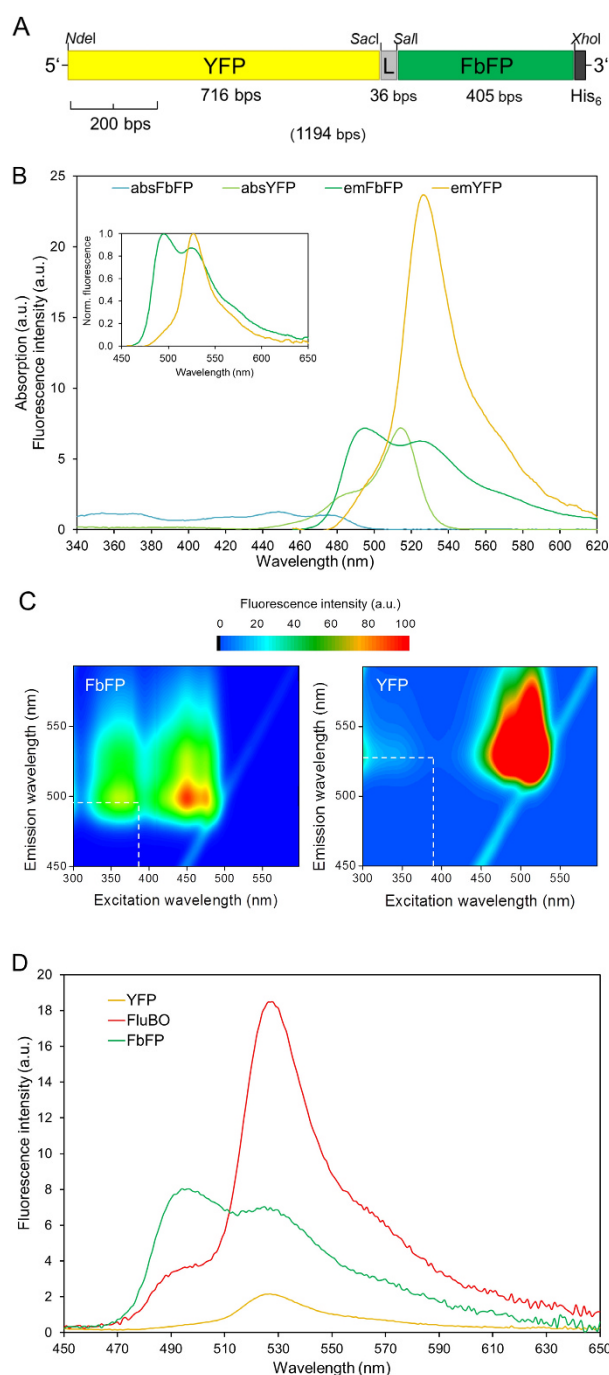 A
NdeI SacI SalI XhoI
5‘ YFP L FbFP 3‘
716 bps 36 bps 405 bps His6
200 bps
(1194 bps)
B
absFbFP absYFP emFbFP emYFP
Absorption (a.u.)
Fluorescence intensity (a.u.)
25
20
15
10
5
0
Norm. fluorescence
1.0
0.8
0.6
0.4
0.2
0
450 500 550 600 650
Wavelength (nm)
340 360 380 400 420 440 460 480 500 520 540 560 580 600 620
Wavelength (nm)
C
Fluorescence intensity (a.u.)
0 20 40 60 80 100
FbFP
Emission wavelength (nm)
550
500
450
300 350 400 450 500 550
Excitation wavelength (nm)
YFP
Emission wavelength (nm)
550
500
450
300 350 400 450 500 550
Excitation wavelength (nm)
D
YFP
FluBO
FbFP
Fluorescence intensity (a.u.)
20
18
16
14
12
10
8
6
4
2
0
450 470 490 510 530 550 570 590 610 630 650
Wavelength (nm)